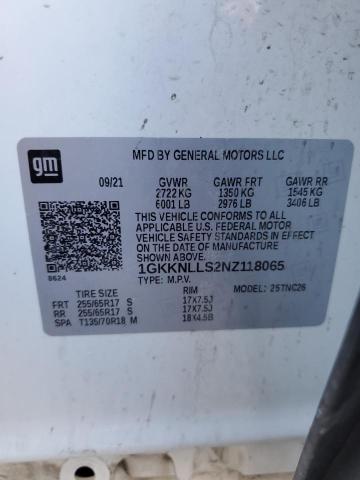 gm
MFD BY GENERAL MOTORS LLC
09/21 GVWR GAWR FRT GAWR RR
2722 KG 1350 KG 1545 KG
6001 LB 2976 LB 3406 LB
THIS VEHICLE CONFORMS TO ALL
APPLICABLE U.S. FEDERAL MOTOR
VEHICLE SAFETY STANDARDS IN EFFECT
ON THE DATE OF MANUFACTURE
SHOWN ABOVE.
1GKKNLLS2NZ118065
8624
TYPE: M.P.V. MODEL: 25TNC26
TIRE SIZE RIM
FRT 255/65R17 S 17X7.5J
RR 255/65R17 S 17X7.5J
SPA T135/70R18 M 18X4.5B